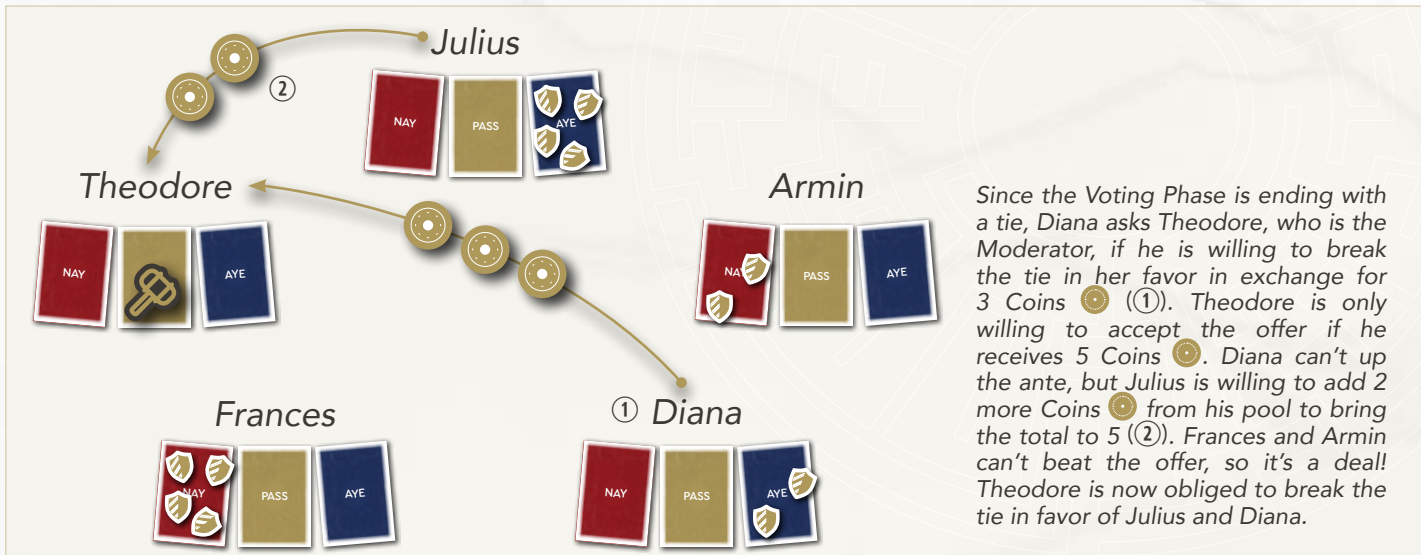 Julius
②
NAY
PASS
AYE
Theodore
NAY
AYE
Armin
NAY
PASS
AYE
Frances
NAY
PASS
AYE
① Diana
NAY
PASS
AYE
Since the Voting Phase is ending with
a tie, Diana asks Theodore, who is the
Moderator, if he is willing to break
the tie in her favor in exchange for
3 Coins (①). Theodore is only
willing to accept the offer if he
receives 5 Coins . Diana can’t up
the ante, but Julius is willing to add 2
more Coins from his pool to bring
the total to 5 (②). Frances and Armin
can’t beat the offer, so it’s a deal!
Theodore is now obliged to break the
tie in favor of Julius and Diana.